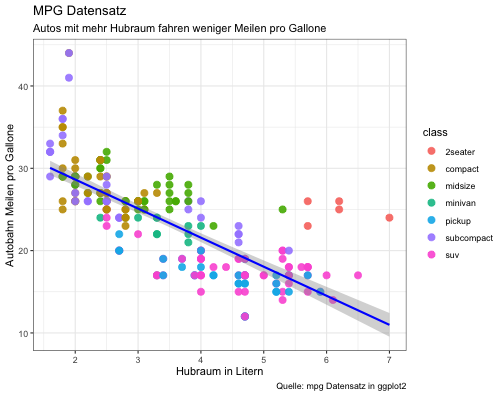 MPG Datensatz
Autos mit mehr Hubraum fahren weniger Meilen pro Gallone
Autobahn Meilen pro Gallone
40
30
20
10
2
3
4
5
6
7
Hubraum in Litern
class
2seater
compact
midsize
minivan
pickup
subcompact
suv
Quelle: mpg Datensatz in ggplot2